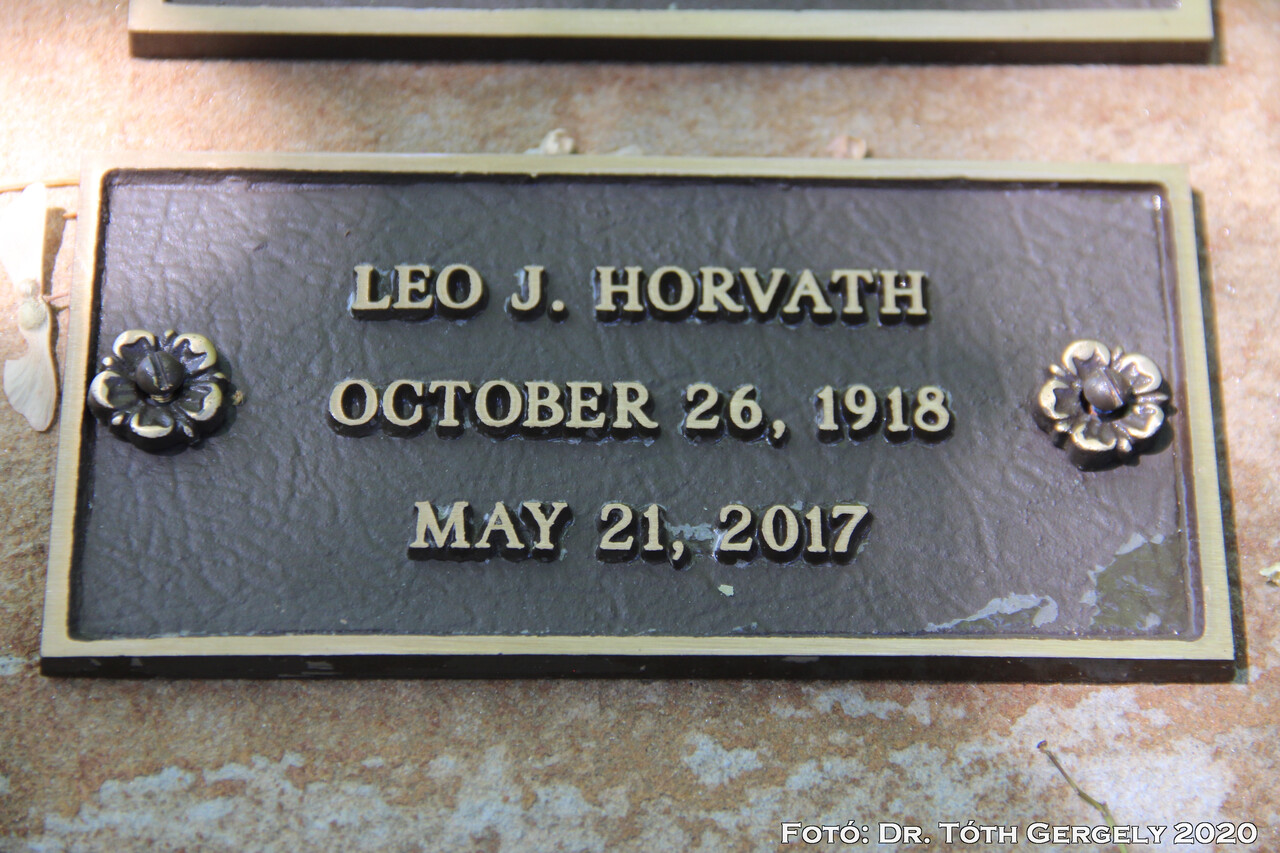 LEO J. HORVATH
OCTOBER 26, 1918
MAY 21, 2017
FOTÓ: DR. TÓTH GERGELY 2020